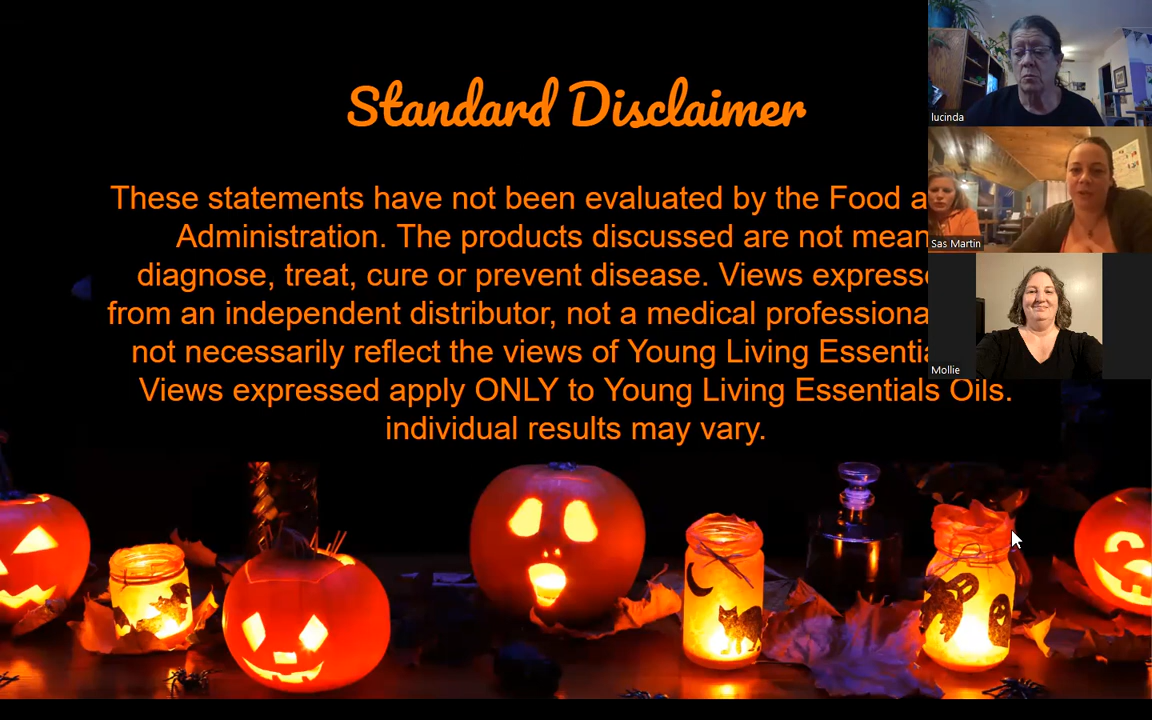 Standard Disclaimer
These statements have not been evaluated by the Food a
Administration. The products discussed are not mean
diagnose, treat, cure or prevent disease. Views express
from an independent distributor, not a medical professiona
not necessarily reflect the views of Young Living Essentia
Views expressed apply ONLY to Young Living Essentials Oils.
individual results may vary.
lucinda
Sas Martin
Mollie